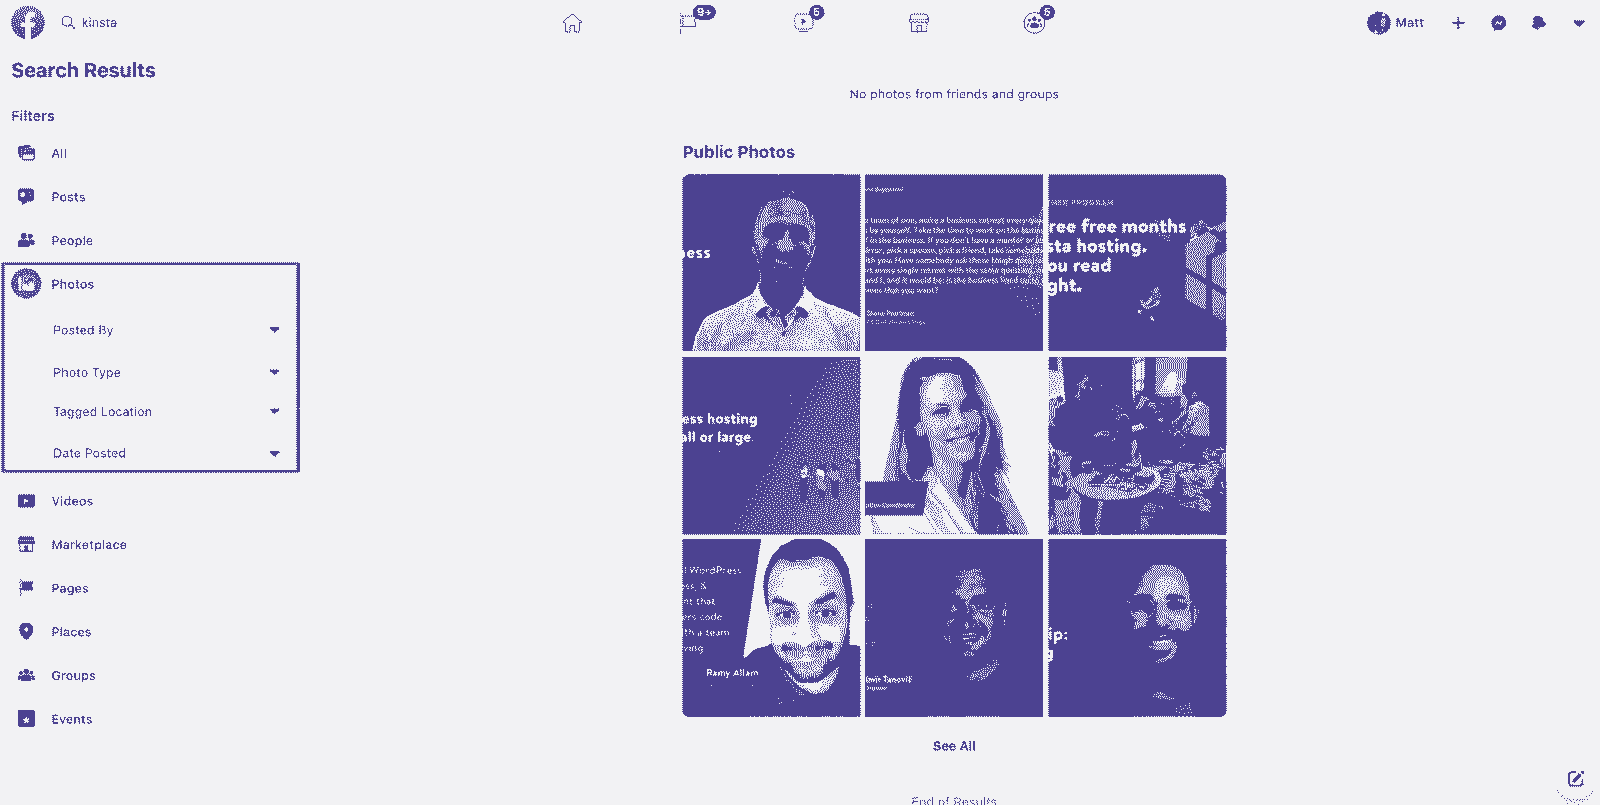 kinsta
9+
6
5
Matt
Search Results
Filters
All
Posts
People
Photos
Posted By
Photo Type
Tagged Location
Date Posted
Videos
Marketplace
Pages
Places
Groups
Events
No photos from friends and groups
Public Photos
ess
ree free months
sta hosting.
ou read
ght.
ess hosting
all or large.
l WordPress
ss, &
nt that
ers code
th a team
ving
Ramy Allam
ip:
g
See All
End of Results